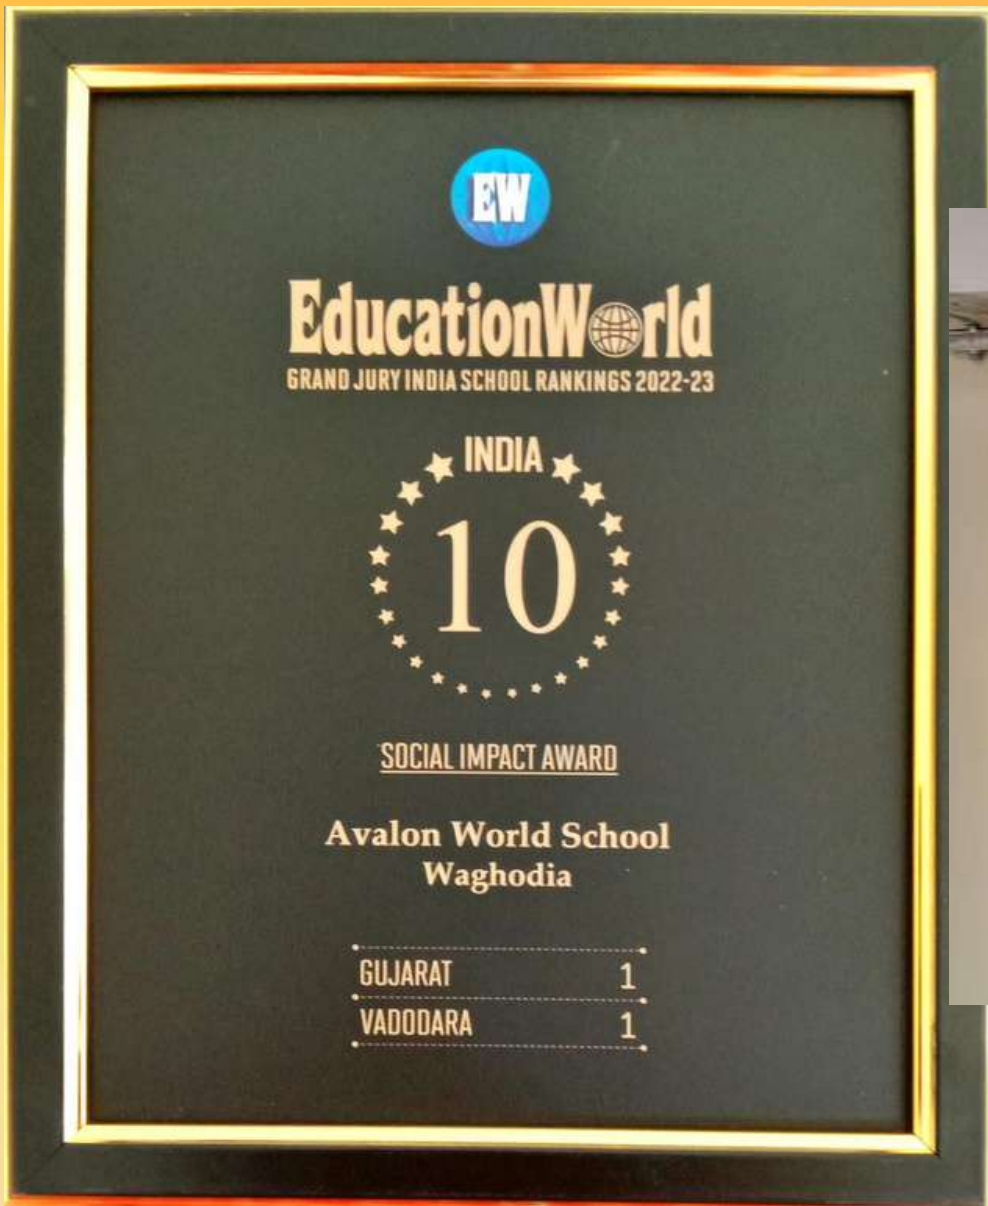 EW
EducationWorld
GRAND JURY INDIA SCHOOL RANKINGS 2022-23
INDIA
10
SOCIAL IMPACT AWARD
Avalon World School
Waghodia
GUJARAT 1
VADODARA 1